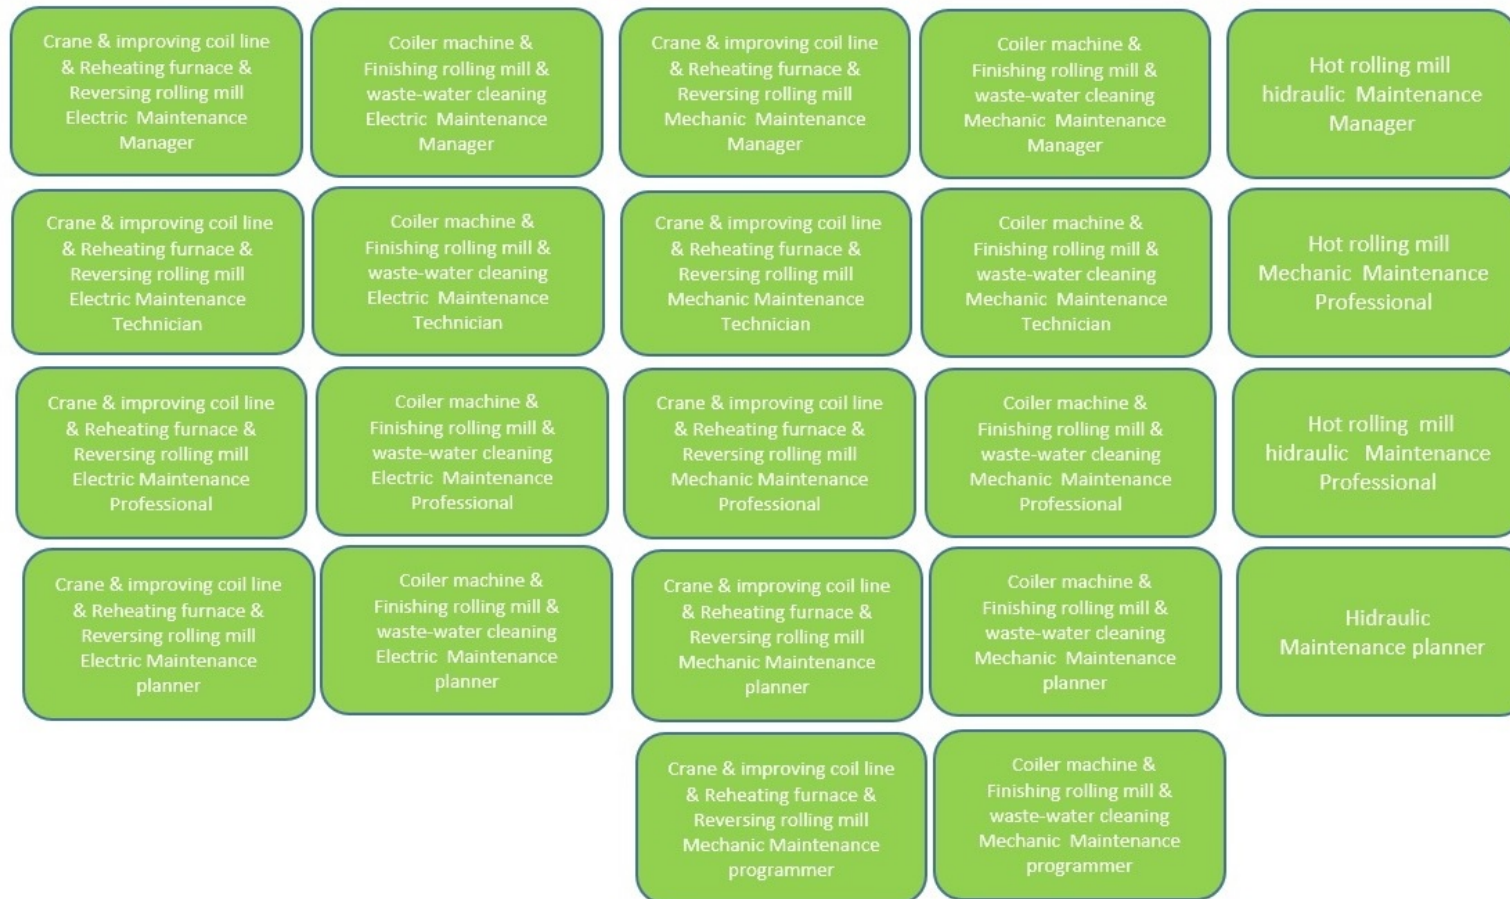 Crane & improving coil line
& Reheating furnace &
Reversing rolling mill
Electric Maintenance
Manager
Coiler machine &
Finishing rolling mill &
waste-water cleaning
Electric Maintenance
Manager
Crane & improving coil line
& Reheating furnace &
Reversing rolling mill
Mechanic Maintenance
Manager
Coiler machine &
Finishing rolling mill &
waste-water cleaning
Mechanic Maintenance
Manager
Hot rolling mill
hidraulic Maintenance
Manager
Crane & improving coil line
& Reheating furnace &
Reversing rolling mill
Electric Maintenance
Technician
Coiler machine &
Finishing rolling mill &
waste-water cleaning
Electric Maintenance
Technician
Crane & improving coil line
& Reheating furnace &
Reversing rolling mill
Mechanic Maintenance
Technician
Coiler machine &
Finishing rolling mill &
waste-water cleaning
Mechanic Maintenance
Technician
Hot rolling mill
Mechanic Maintenance
Professional
Crane & improving coil line
& Reheating furnace &
Reversing rolling mill
Electric Maintenance
Professional
Coiler machine &
Finishing rolling mill &
waste-water cleaning
Electric Maintenance
Professional
Crane & improving coil line
& Reheating furnace &
Reversing rolling mill
Mechanic Maintenance
Professional
Coiler machine &
Finishing rolling mill &
waste-water cleaning
Mechanic Maintenance
Professional
Hot rolling mill
hidraulic Maintenance
Professional
Crane & improving coil line
& Reheating furnace &
Reversing rolling mill
Electric Maintenance
planner
Coiler machine &
Finishing rolling mill &
waste-water cleaning
Electric Maintenance
planner
Crane & improving coil line
& Reheating furnace &
Reversing rolling mill
Mechanic Maintenance
planner
Coiler machine &
Finishing rolling mill &
waste-water cleaning
Mechanic Maintenance
planner
Hidraulic
Maintenance planner
Crane & improving coil line
& Reheating furnace &
Reversing rolling mill
Mechanic Maintenance
programmer
Coiler machine &
Finishing rolling mill &
waste-water cleaning
Mechanic Maintenance
programmer